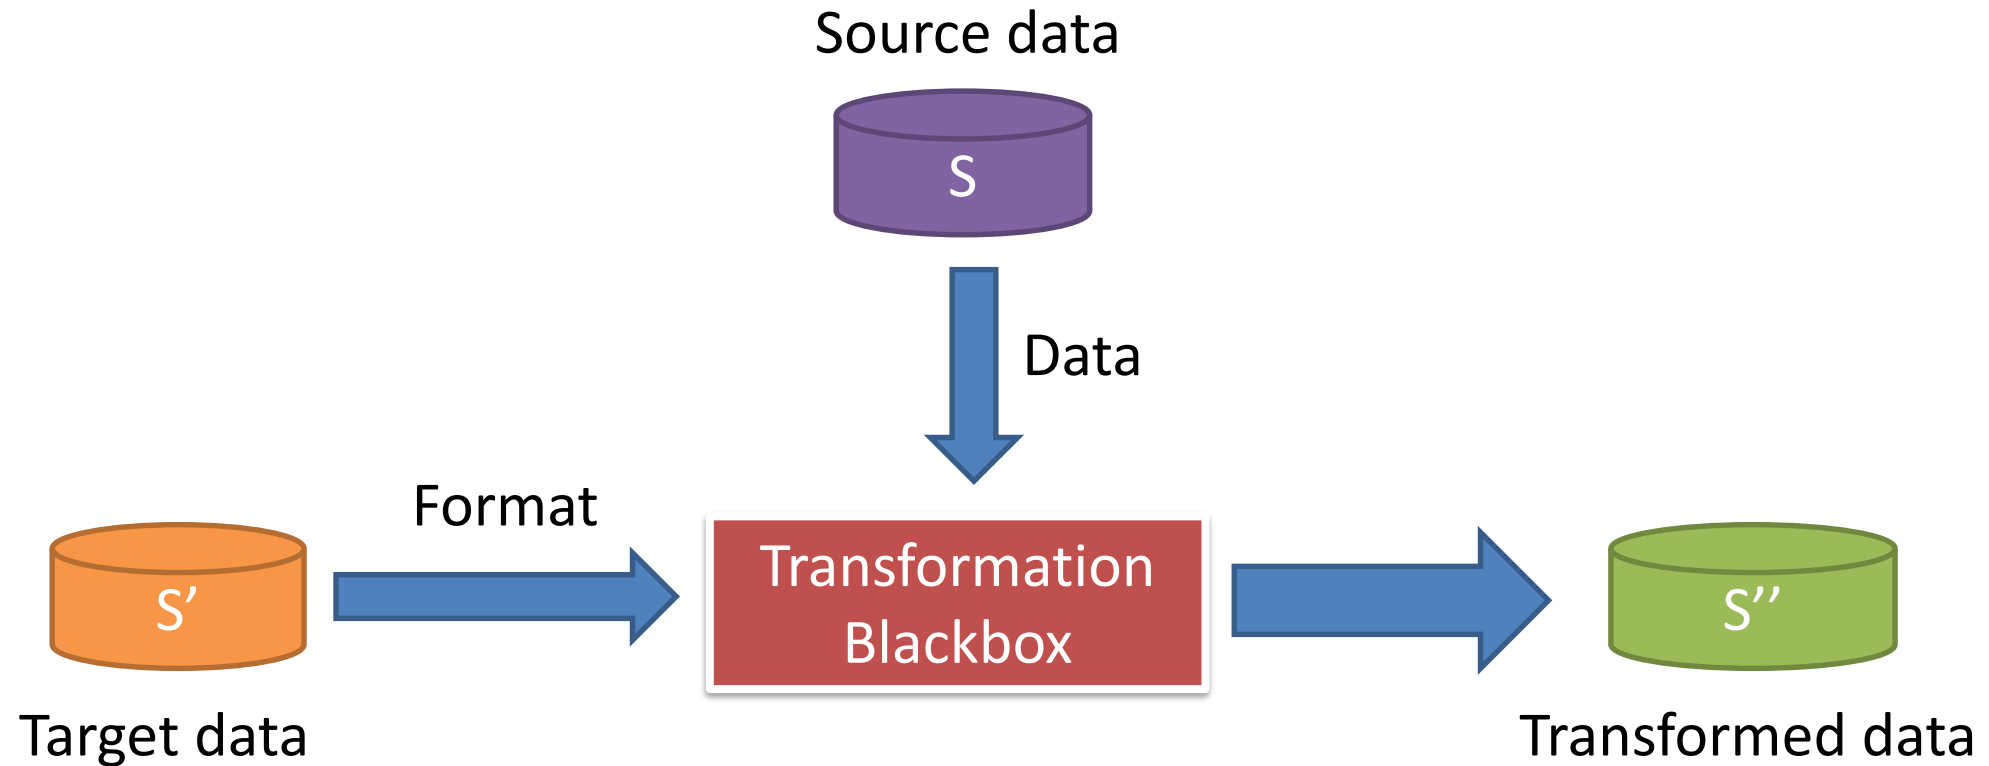 Source data
S
Data
Format
S’
Transformation
Blackbox
S’’
Target data
Transformed data